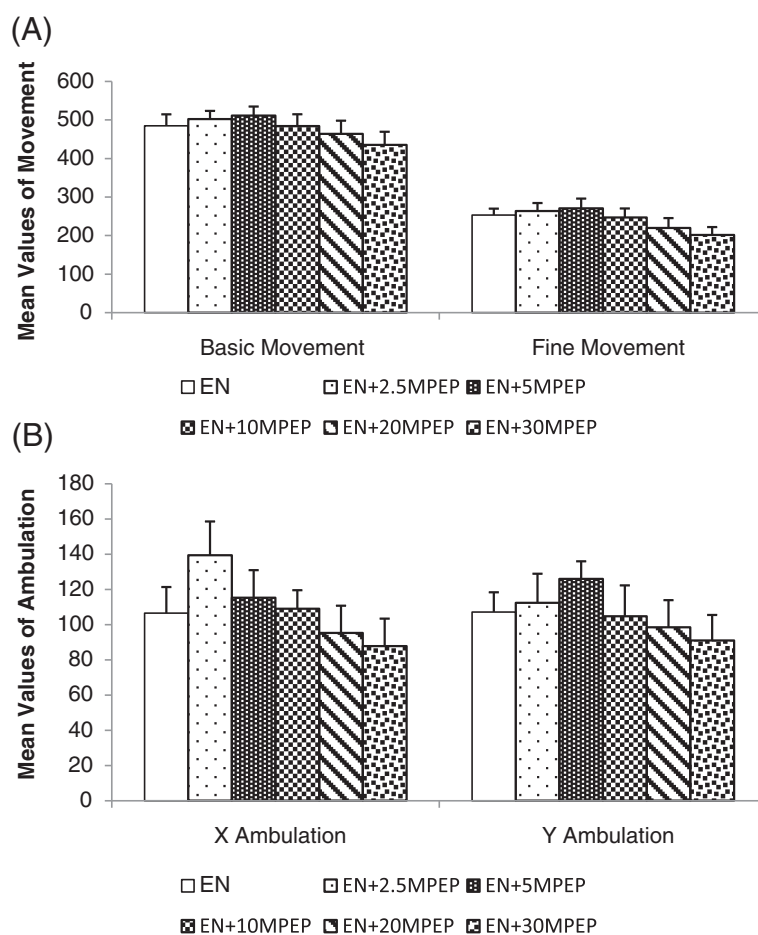 (A)
Mean Values of Movement
600
500
400
300
200
100
0
Basic Movement Fine Movement
EN EN+2.5MPEP EN+5MPEP
EN+10MPEP EN+20MPEP EN+30MPEP
(B)
Mean Values of Ambulation
180
160
140
120
100
80
60
40
20
0
X Ambulation Y Ambulation
EN EN+2.5MPEP EN+5MPEP
EN+10MPEP EN+20MPEP EN+30MPEP